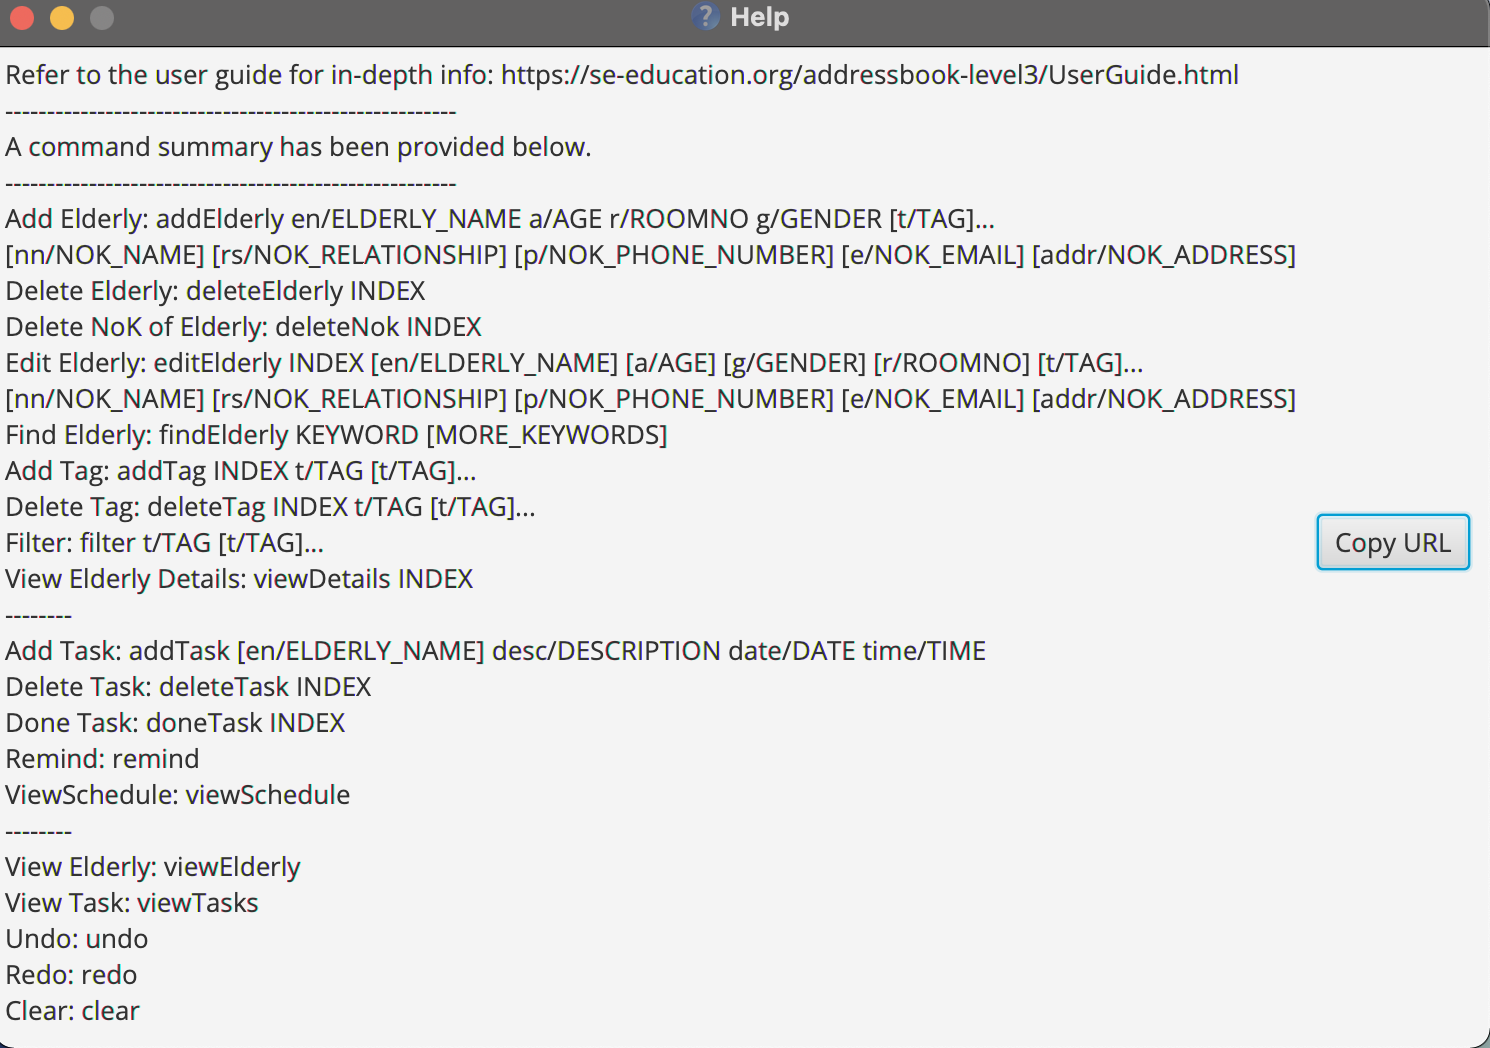 Help
Refer to the user guide for in-depth info: https://se-education.org/addressbook-level3/UserGuide.html
------------------------------------------------------
A command summary has been provided below.
------------------------------------------------------
Add Elderly: addElderly en/ELDERLY_NAME a/AGE r/ROOMNO g/GENDER [t/TAG]...
[nn/NOK_NAME] [rs/NOK_RELATIONSHIP] [p/NOK_PHONE_NUMBER] [e/NOK_EMAIL] [addr/NOK_ADDRESS]
Delete Elderly: deleteElderly INDEX
Delete NoK of Elderly: deleteNok INDEX
Edit Elderly: editElderly INDEX [en/ELDERLY_NAME] [a/AGE] [g/GENDER] [r/ROOMNO] [t/TAG]...
[nn/NOK_NAME] [rs/NOK_RELATIONSHIP] [p/NOK_PHONE_NUMBER] [e/NOK_EMAIL] [addr/NOK_ADDRESS]
Find Elderly: findElderly KEYWORD [MORE_KEYWORDS]
Add Tag: addTag INDEX t/TAG [t/TAG]...
Delete Tag: deleteTag INDEX t/TAG [t/TAG]...
Filter: filter t/TAG [t/TAG]...
Copy URL
View Elderly Details: viewDetails INDEX
--------
Add Task: addTask [en/ELDERLY_NAME] desc/DESCRIPTION date/DATE time/TIME
Delete Task: deleteTask INDEX
Done Task: doneTask INDEX
Remind: remind
ViewSchedule: viewSchedule
--------
View Elderly: viewElderly
View Task: viewTasks
Undo: undo
Redo: redo
Clear: clear